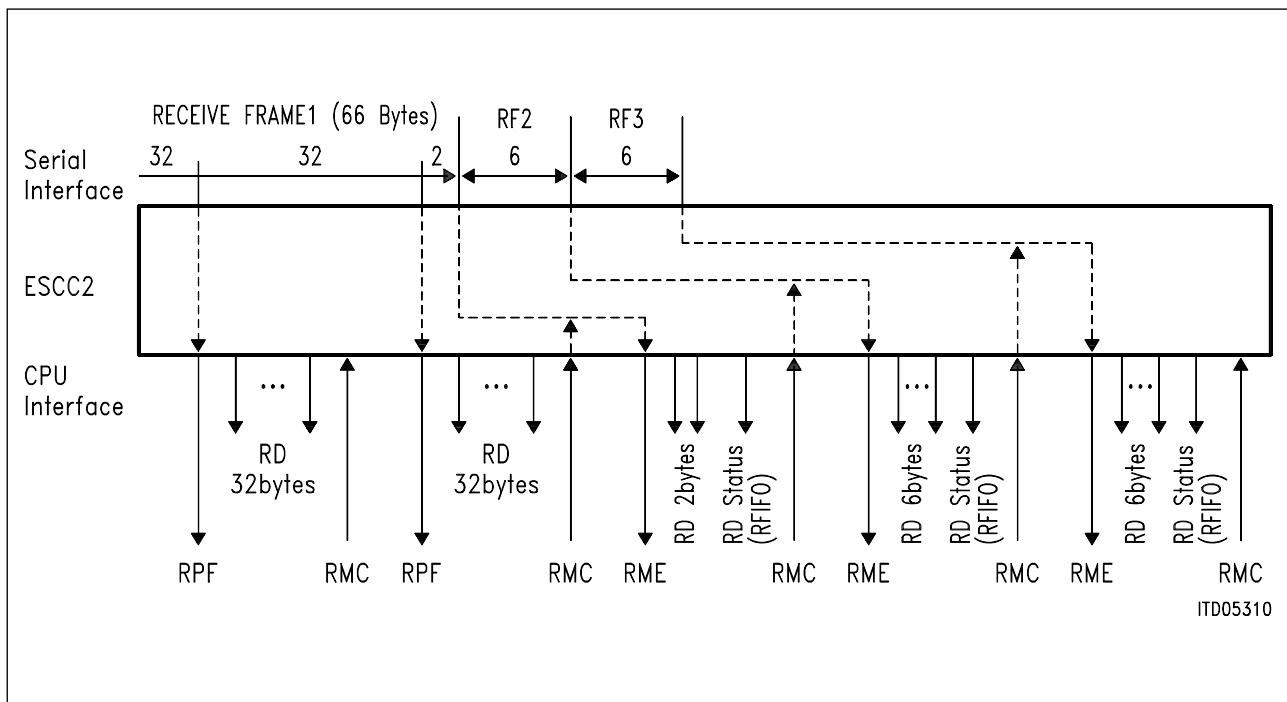 RECEIVE FRAME1 (66 Bytes) RF2 RF3
32 32 2 6 6
Serial
Interface
ESCC2
CPU
Interface
... ... ... ...
RD
32bytes
RD
32bytes
RD 2bytes
RD Status
(RFIFO)
RD 6bytes
RD Status
(RFIFO)
RD 6bytes
RD Status
(RFIFO)
RPF RMC RPF RMC RME RMC RME RMC RME RMC
ITD05310